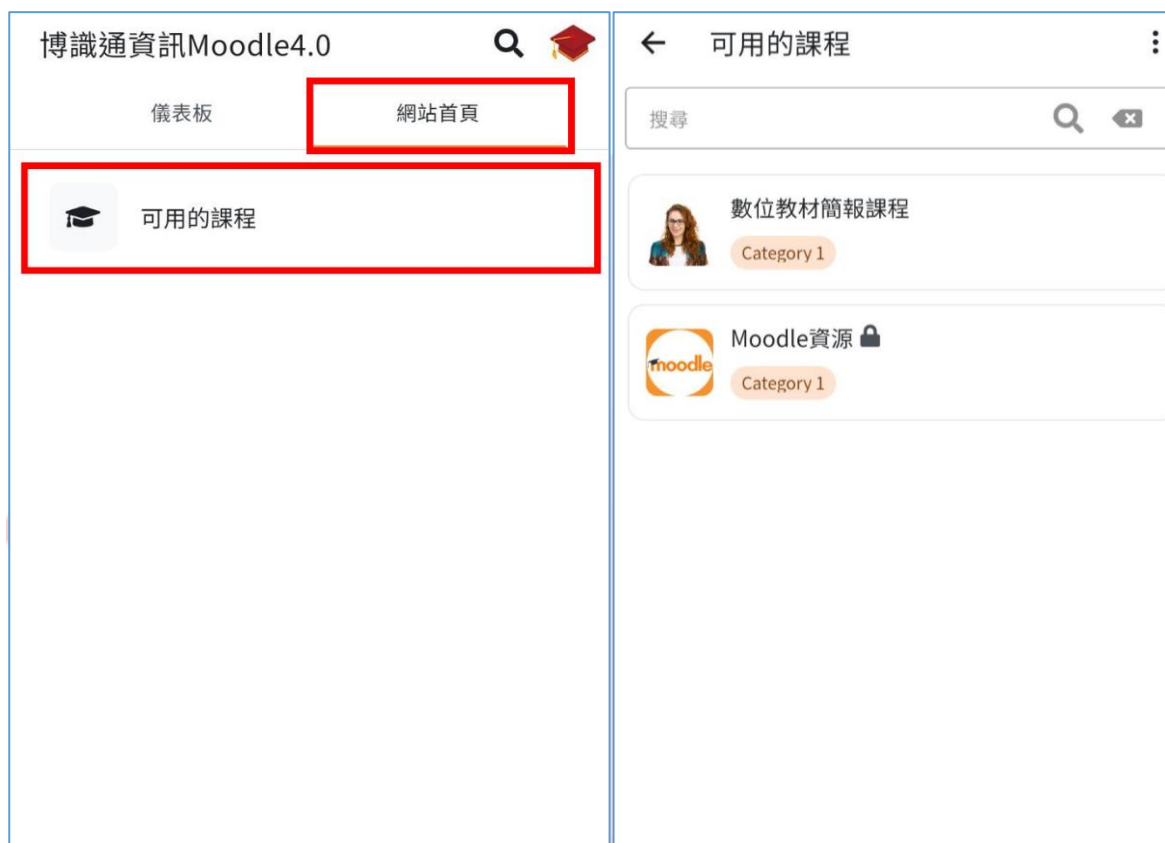 博識通資訊Moodle4.0
儀表板 網站首頁
可用的課程
可用的課程
搜尋
數位教材簡報課程
Category 1
Moodle資源
moodle
Category 1